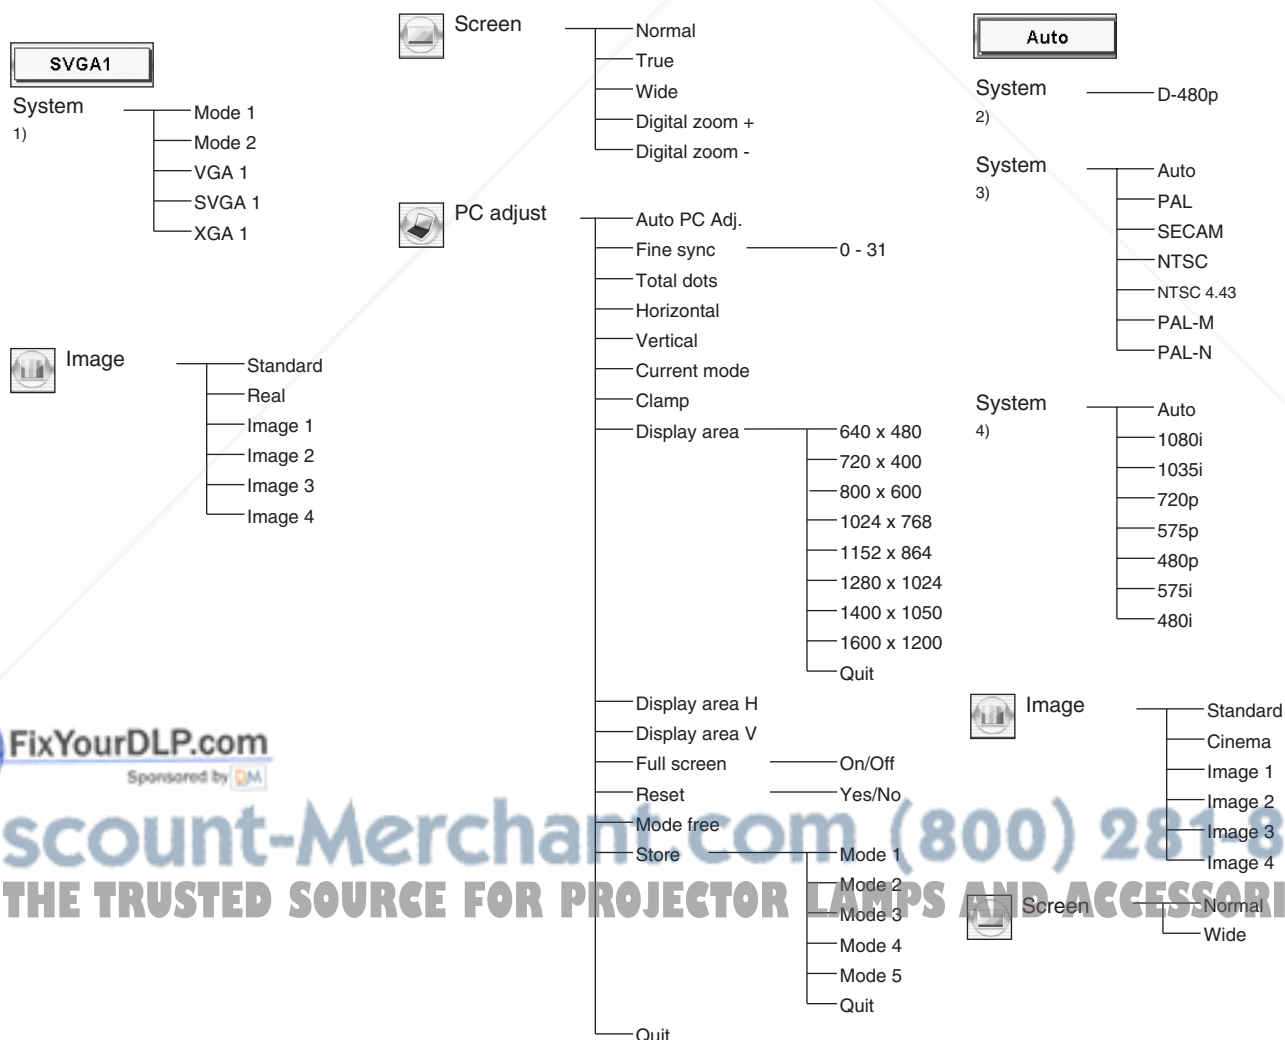 SVGA1
System
1)
Mode 1
Mode 2
VGA 1
SVGA 1
XGA 1
Image
Standard
Real
Image 1
Image 2
Image 3
Image 4
Screen
Normal
True
Wide
Digital zoom +
Digital zoom -
PC adjust
Auto PC Adj.
Fine sync
0 - 31
Total dots
Horizontal
Vertical
Current mode
Clamp
Display area
640 x 480
720 x 400
800 x 600
1024 x 768
1152 x 864
1280 x 1024
1400 x 1050
1600 x 1200
Quit
Display area H
Display area V
Full screen
On/Off
Reset
Yes/No
Mode free
Store
Mode 1
Mode 2
Mode 3
Mode 4
Mode 5
Quit
Quit
Auto
System
2)
D-480p
System
3)
Auto
PAL
SECAM
NTSC
NTSC 4.43
PAL-M
PAL-N
System
4)
Auto
1080i
1035i
720p
575p
480p
575i
480i
Image
Standard
Cinema
Image 1
Image 2
Image 3
Image 4
Screen
Normal
Wide
FixYourDLP.com
Sponsored by DM
scount-Merchant.com (800) 281-8
THE TRUSTED SOURCE FOR PROJECTOR LAMPS AND ACCESSORI